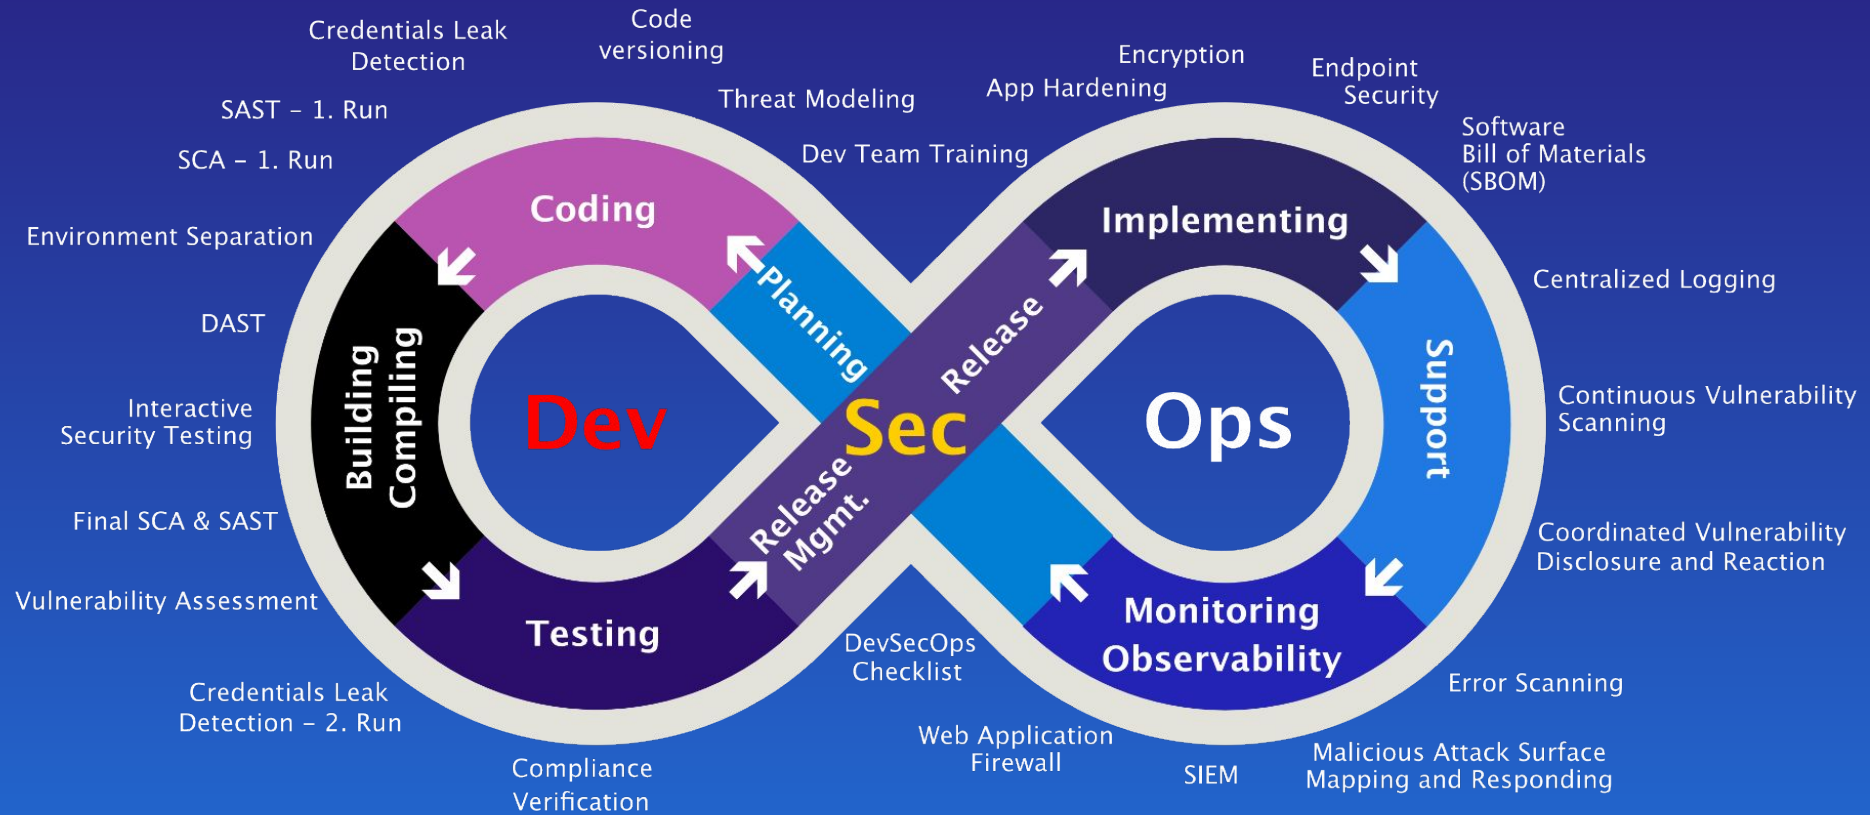 Credentials Leak
Detection
Code
versioning
Threat Modeling
Dev Team Training
SAST – 1. Run
SCA – 1. Run
Environment Separation
DAST
Interactive
Security Testing
Final SCA & SAST
Vulnerability Assessment
Credentials Leak
Detection – 2. Run
Compliance
Verification
DevSecOps
Checklist
Planning
Coding
Building
Compiling
Testing
Release
Mgmt.
Release
Dev
Sec
Ops
Implementing
Support
Monitoring
Observability
App Hardening
Encryption
Endpoint
Security
Software
Bill of Materials
(SBOM)
Centralized Logging
Continuous Vulnerability
Scanning
Coordinated Vulnerability
Disclosure and Reaction
Error Scanning
Malicious Attack Surface
Mapping and Responding
SIEM
Web Application
Firewall